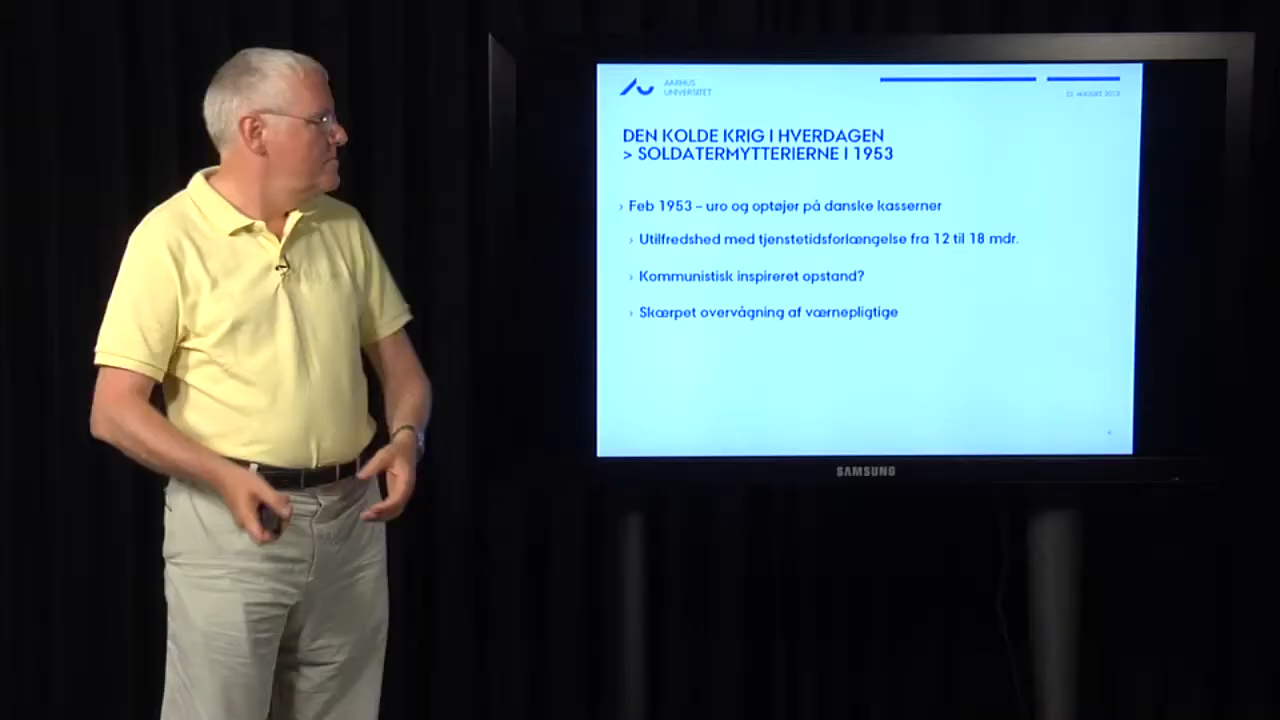 AARHUS
UNIVERSITET
DEN KOLDE KRIG I HVERDAGEN
> SOLDATERMYTTERIERNE I 1953
› Feb 1953 – uro og optøjer på danske kasserner
› Utilfredshed med tjenstetidsforlængelse fra 12 til 18 mdr.
› Kommunistisk inspireret opstand?
› Skærpet overvågning af værnepligtige
SAMSUNG